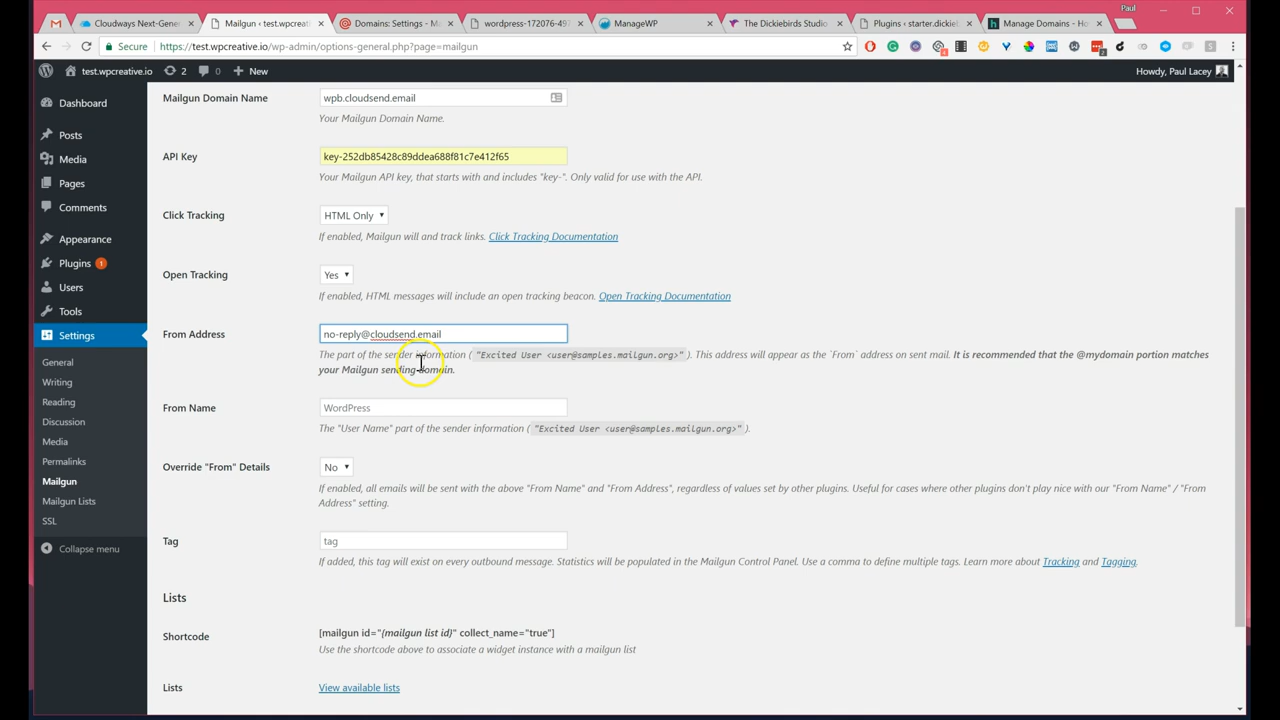 Paul
Cloudways Next-Gene
Mailgun ‹ test.wpcreative
Domains: Settings - M
wordpress-172076-497
ManageWP
The Dickiebirds Studio
Plugins ‹ starter.dickieb
Manage Domains - Ho
Secure https://test.wpcreative.io/wp-admin/options-general.php?page=mailgun
test.wpcreative.io 2 New Howdy, Paul Lacey
Dashboard
Posts
Media
Pages
Comments
Appearance
Plugins 1
Users
Tools
Settings
General
Writing
Reading
Discussion
Media
Permalinks
Mailgun
Mailgun Lists
SSL
Collapse menu
Mailgun Domain Name wpb.cloudsend.email
Your Mailgun Domain Name.
API Key key-252db85428c89ddea688f81c7e412f65
Your Mailgun API key, that starts with and includes "key-". Only valid for use with the API.
Click Tracking HTML Only
If enabled, Mailgun will and track links. Click Tracking Documentation
Open Tracking Yes
If enabled, HTML messages will include an open tracking beacon. Open Tracking Documentation
From Address no-reply@cloudsend.email
The part of the sender information ( "Excited User <user@samples.mailgun.org>" ). This address will appear as the `From` address on sent mail. It is recommended that the @mydomain portion matches
your Mailgun sending domain.
From Name WordPress
The "User Name" part of the sender information ( "Excited User <user@samples.mailgun.org>" ).
Override "From" Details No
If enabled, all emails will be sent with the above "From Name" and "From Address", regardless of values set by other plugins. Useful for cases where other plugins don't play nice with our "From Name" / "From
Address" setting.
Tag tag
If added, this tag will exist on every outbound message. Statistics will be populated in the Mailgun Control Panel. Use a comma to define multiple tags. Learn more about Tracking and Tagging.
Lists
Shortcode [mailgun id="{mailgun list id}" collect_name="true"]
Use the shortcode above to associate a widget instance with a mailgun list
Lists View available lists